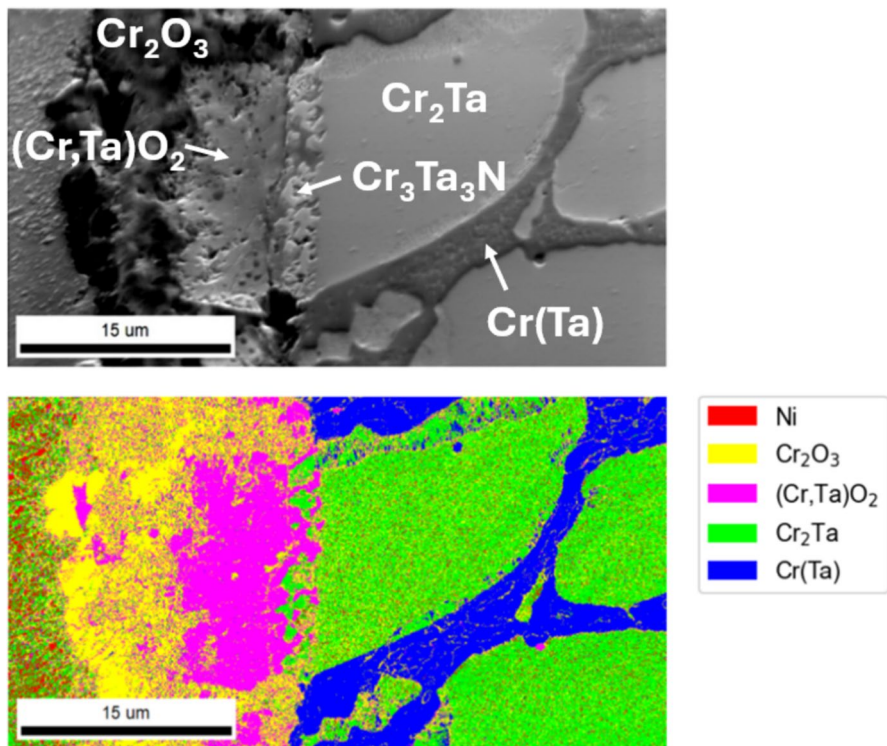 Cr₂O₃
Cr₂Ta
(Cr,Ta)O₂
Cr₃Ta₃N
Cr(Ta)
15 um
Ni
Cr₂O₃
(Cr,Ta)O₂
Cr₂Ta
Cr(Ta)
15 um